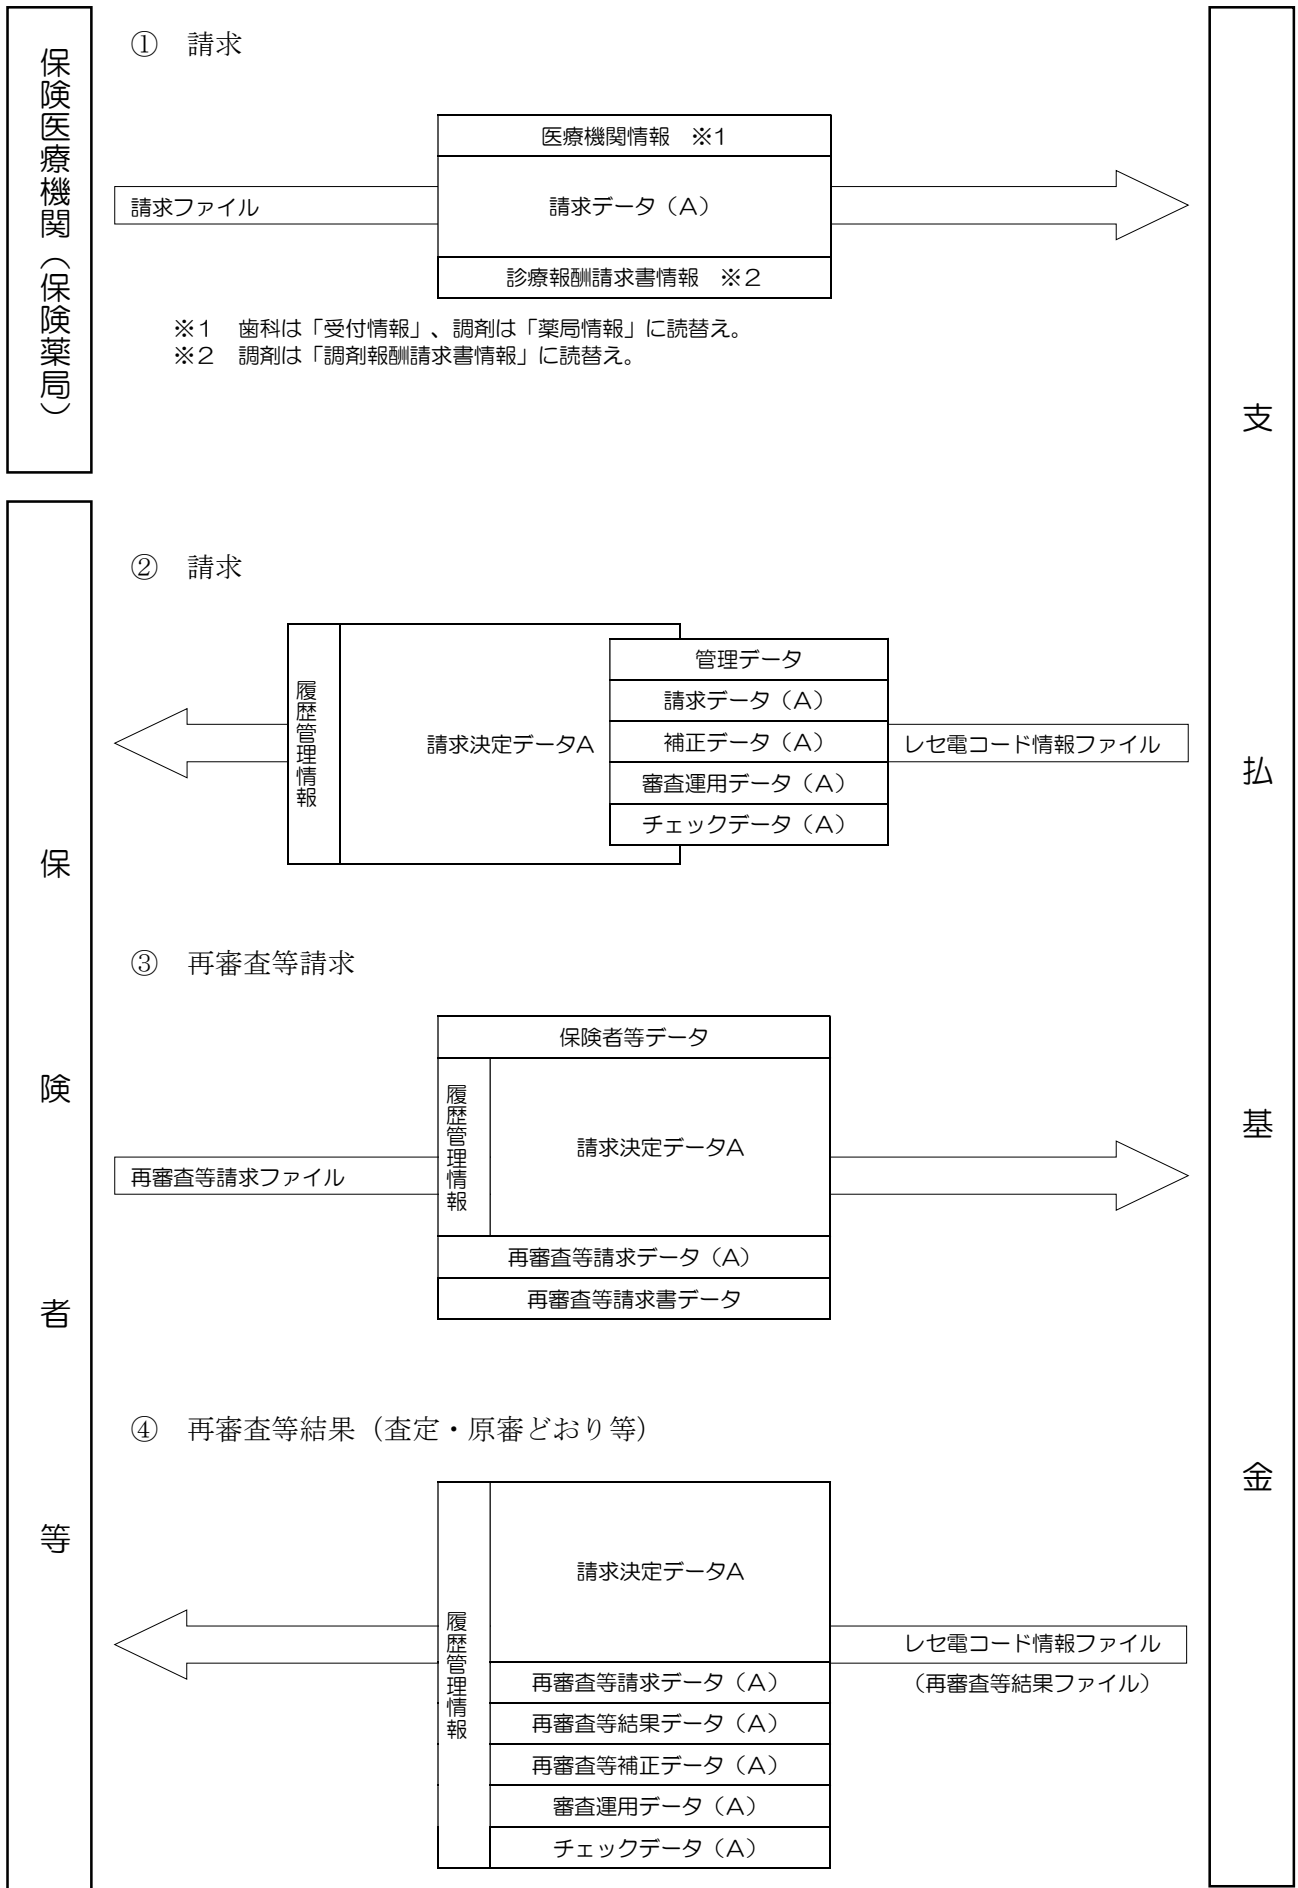 保険医療機関（保険薬局）
① 請求
医療機関情報 ※1
請求ファイル
請求データ（A）
診療報酬請求書情報 ※2
※1 歯科は「受付情報」、調剤は「薬局情報」に読替え。
※2 調剤は「調剤報酬請求書情報」に読替え。
支払基金
保険者等
② 請求
履歴管理情報
請求決定データA
管理データ
請求データ（A）
補正データ（A）
審査運用データ（A）
チェックデータ（A）
レセ電コード情報ファイル
③ 再審査等請求
保険者等データ
履歴管理情報
請求決定データA
再審査等請求ファイル
再審査等請求データ（A）
再審査等請求書データ
④ 再審査等結果（査定・原審どおり等）
請求決定データA
履歴管理情報
レセ電コード情報ファイル
（再審査等結果ファイル）
再審査等請求データ（A）
再審査等結果データ（A）
再審査等補正データ（A）
審査運用データ（A）
チェックデータ（A）